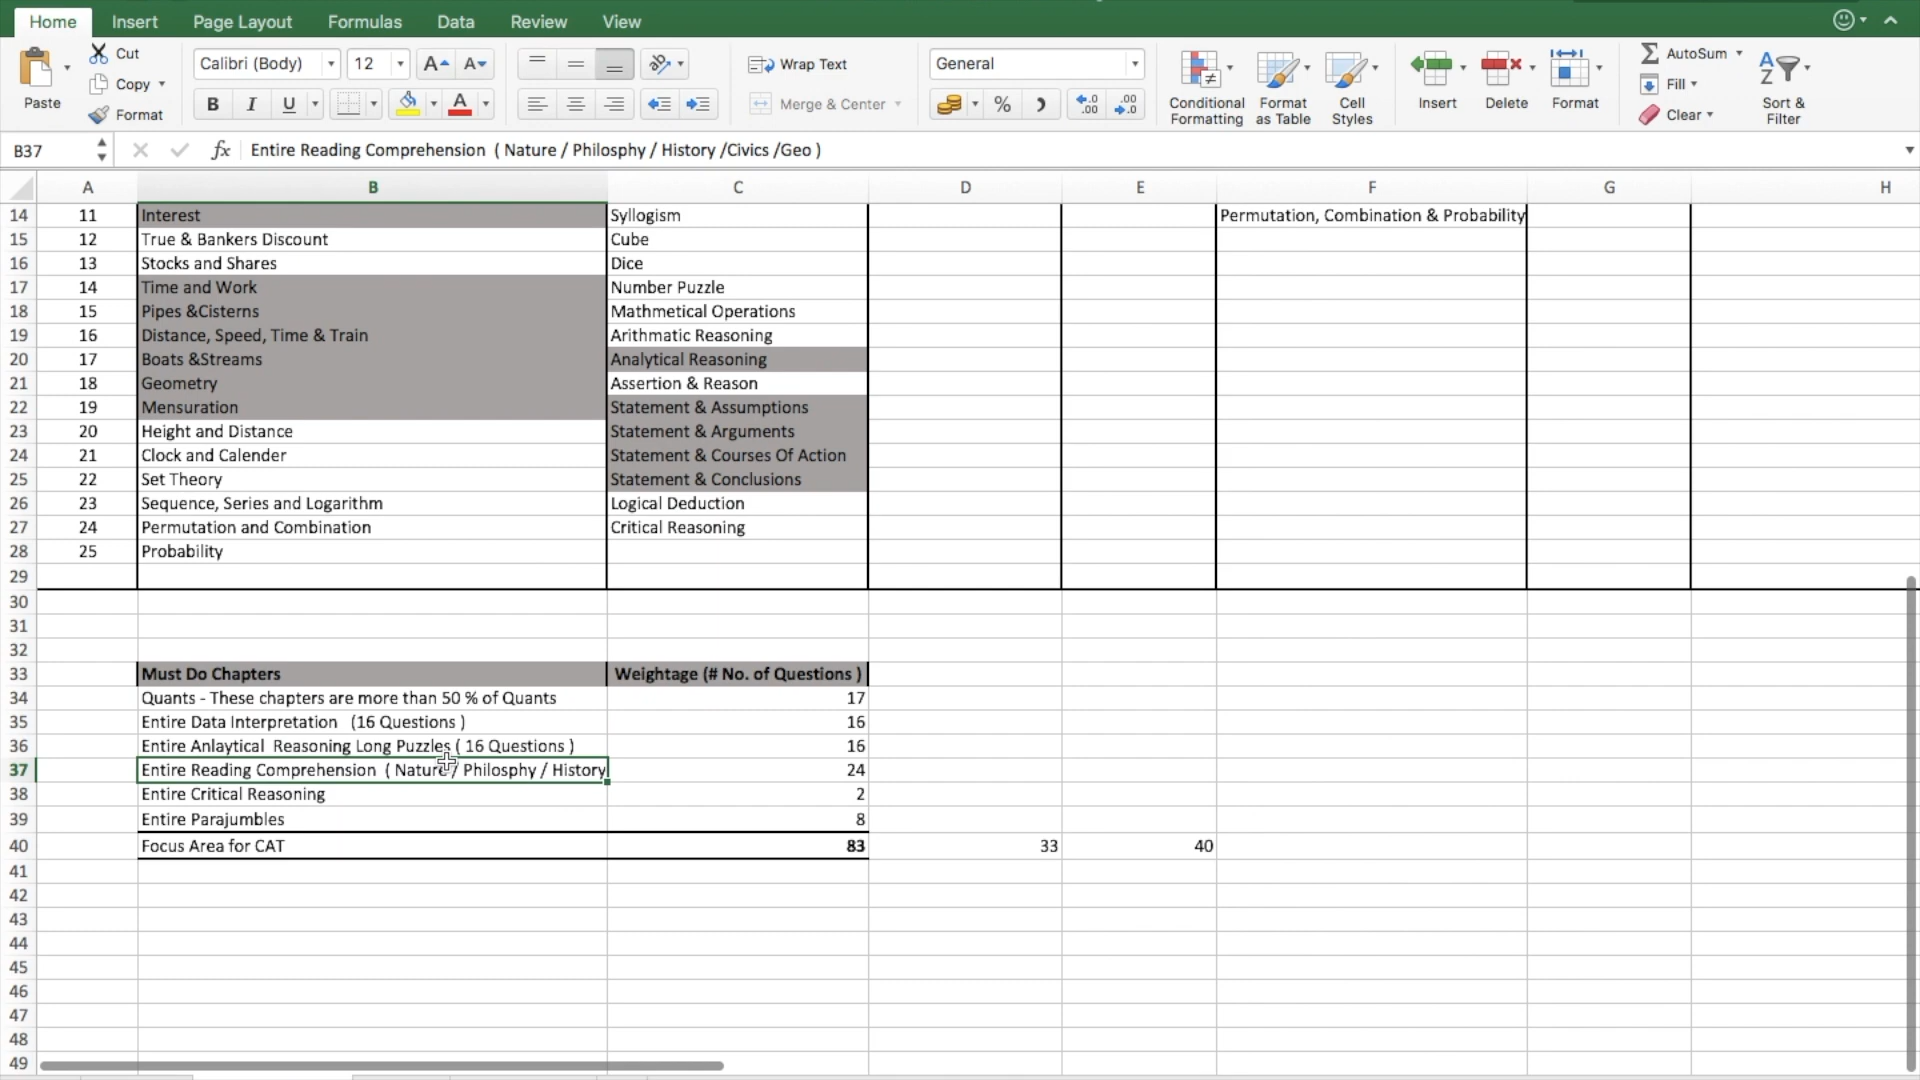 Home Insert Page Layout Formulas Data Review View
Paste Cut Copy Format
Calibri (Body) 12 A A
B I U A
Wrap Text
Merge & Center
General
% .0 .00 .00 .0
Conditional Formatting Format as Table Cell Styles
Insert Delete Format
AutoSum Fill Clear Sort & Filter
B37 fx Entire Reading Comprehension ( Nature / Philosphy / History /Civics /Geo )
A B C D E F G H
14 11 Interest Syllogism Permutation, Combination & Probability
15 12 True & Bankers Discount Cube
16 13 Stocks and Shares Dice
17 14 Time and Work Number Puzzle
18 15 Pipes &Cisterns Mathmetical Operations
19 16 Distance, Speed, Time & Train Arithmatic Reasoning
20 17 Boats &Streams Analytical Reasoning
21 18 Geometry Assertion & Reason
22 19 Mensuration Statement & Assumptions
23 20 Height and Distance Statement & Arguments
24 21 Clock and Calender Statement & Courses Of Action
25 22 Set Theory Statement & Conclusions
26 23 Sequence, Series and Logarithm Logical Deduction
27 24 Permutation and Combination Critical Reasoning
28 25 Probability
29
30
31
32
33 Must Do Chapters Weightage (# No. of Questions )
34 Quants - These chapters are more than 50 % of Quants 17
35 Entire Data Interpretation (16 Questions ) 16
36 Entire Anlaytical Reasoning Long Puzzles ( 16 Questions ) 16
37 Entire Reading Comprehension ( Nature / Philosphy / History 24
38 Entire Critical Reasoning 2
39 Entire Parajumbles 8
40 Focus Area for CAT 83 33 40
41
42
43
44
45
46
47
48
49